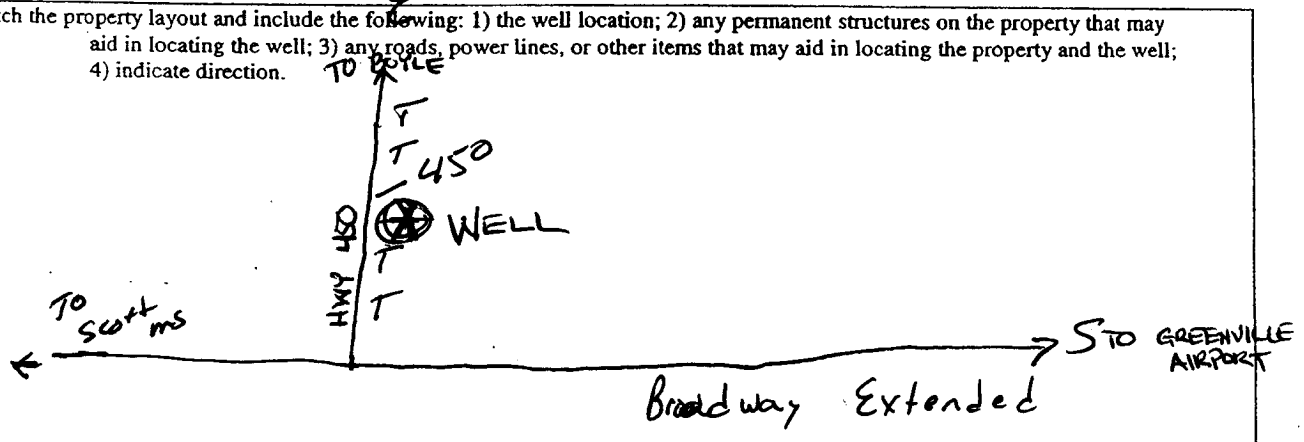 ch the property layout and include the following: 1) the well location; 2) any permanent structures on the property that may
aid in locating the well; 3) any roads, power lines, or other items that may aid in locating the property and the well;
4) indicate direction.
TO BOYLE
T
T 450
WELL
HWY 450
T
T
TO
Scott ms
S TO GREENVILLE
AIRPORT
Broadway Extended